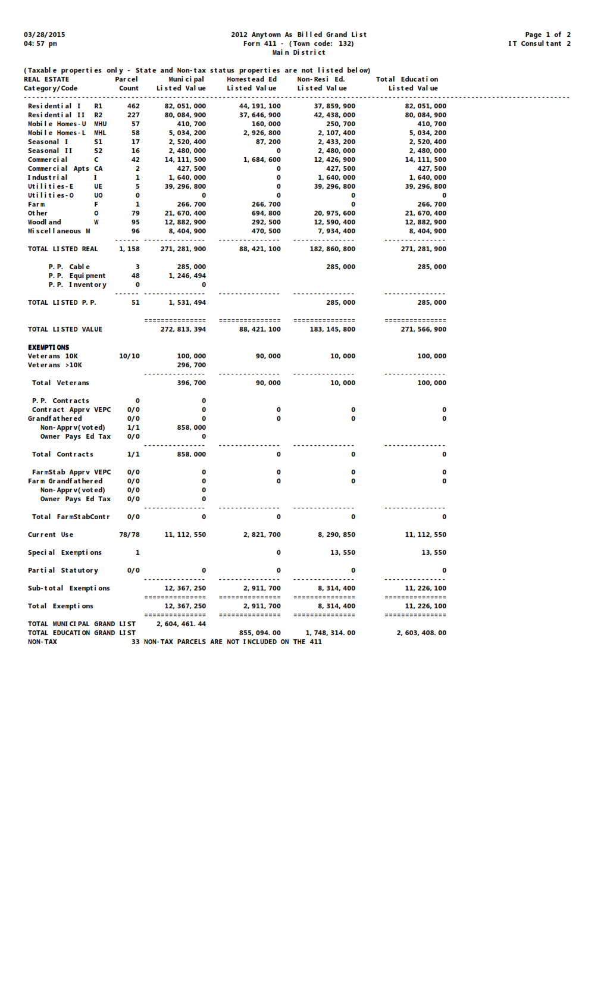 03/28/2015 2012 Anytown As Billed Grand List Page 1 of 2
04:57 pm Form 411 - (Town code: 132) IT Consultant 2
Main District
(Taxable properties only - State and Non-tax status properties are not listed below)
REAL ESTATE Parcel Municipal Homestead Ed Non-Resi Ed. Total Education
Category/Code Count Listed Value Listed Value Listed Value Listed Value
Residential I R1 462 82,051,000 44,191,100 37,859,900 82,051,000
Residential II R2 227 80,084,900 37,646,900 42,438,000 80,084,900
Mobile Homes-U MHU 57 410,700 160,000 250,700 410,700
Mobile Homes-L MHL 58 5,034,200 2,926,800 2,107,400 5,034,200
Seasonal I S1 17 2,520,400 87,200 2,433,200 2,520,400
Seasonal II S2 16 2,480,000 0 2,480,000 2,480,000
Commercial C 42 14,111,500 1,684,600 12,426,900 14,111,500
Commercial Apts CA 2 427,500 0 427,500 427,500
Industrial I 1 1,640,000 0 1,640,000 1,640,000
Utilities-E UE 5 39,296,800 0 39,296,800 39,296,800
Utilities-O UO 0 0 0 0 0
Farm F 1 266,700 266,700 0 266,700
Other O 79 21,670,400 694,800 20,975,600 21,670,400
Woodland W 95 12,882,900 292,500 12,590,400 12,882,900
Miscellaneous M 96 8,404,900 470,500 7,934,400 8,404,900
TOTAL LISTED REAL 1,158 271,281,900 88,421,100 182,860,800 271,281,900
P.P. Cable 3 285,000 285,000 285,000
P.P. Equipment 48 1,246,494
P.P. Inventory 0 0
TOTAL LISTED P.P. 51 1,531,494 285,000 285,000
TOTAL LISTED VALUE 272,813,394 88,421,100 183,145,800 271,566,900
EXEMPTIONS
Veterans 10K 10/10 100,000 90,000 10,000 100,000
Veterans >10K 296,700
Total Veterans 396,700 90,000 10,000 100,000
P.P. Contracts 0 0
Contract Apprv VEPC 0/0 0 0 0 0
Grandfathered 0/0 0 0 0 0
Non-Apprv(voted) 1/1 858,000
Owner Pays Ed Tax 0/0 0
Total Contracts 1/1 858,000 0 0 0
FarmStab Apprv VEPC 0/0 0 0 0 0
Farm Grandfathered 0/0 0 0 0 0
Non-Apprv(voted) 0/0 0
Owner Pays Ed Tax 0/0 0
Total FarmStabContr 0/0 0 0 0 0
Current Use 78/78 11,112,550 2,821,700 8,290,850 11,112,550
Special Exemptions 1 0 13,550 13,550
Partial Statutory 0/0 0 0 0 0
Sub-total Exemptions 12,367,250 2,911,700 8,314,400 11,226,100
Total Exemptions 12,367,250 2,911,700 8,314,400 11,226,100
TOTAL MUNICIPAL GRAND LIST 2,604,461.44
TOTAL EDUCATION GRAND LIST 855,094.00 1,748,314.00 2,603,408.00
NON-TAX 33 NON-TAX PARCELS ARE NOT INCLUDED ON THE 411